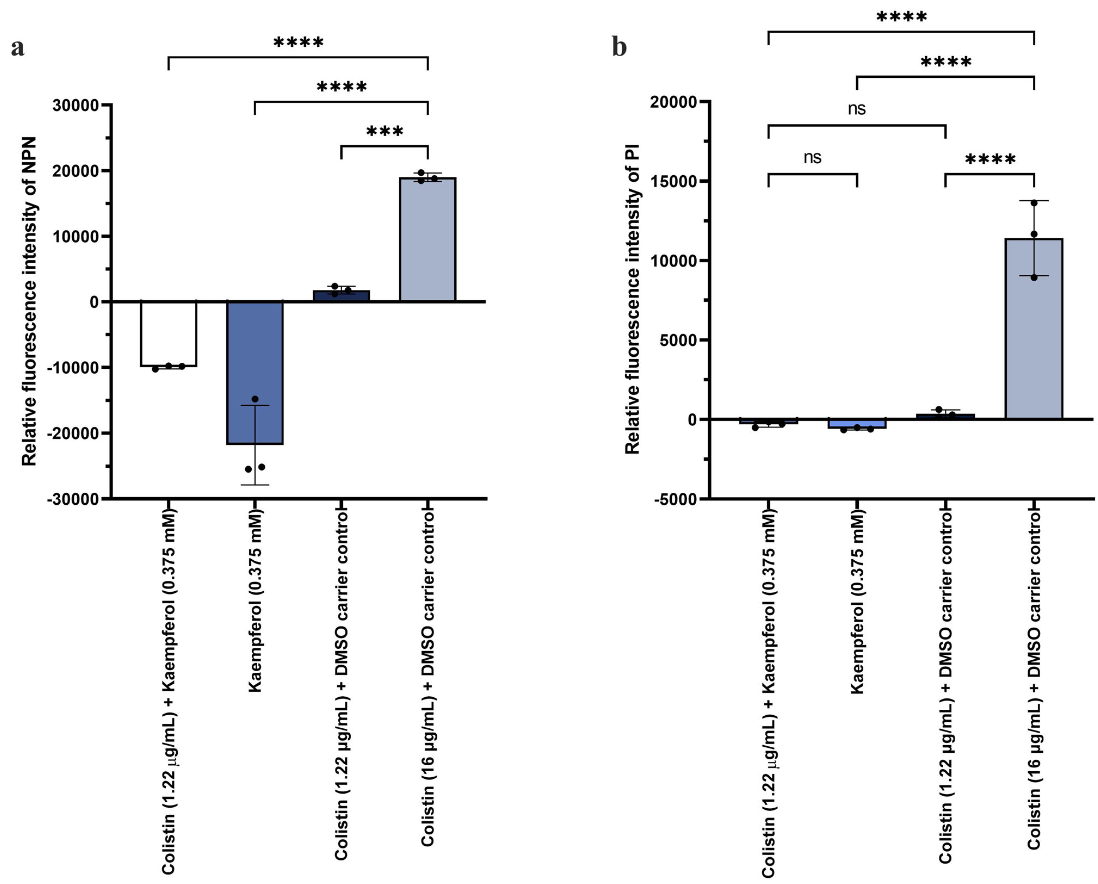 a
****
****
***
Relative fluorescence intensity of NPN
30000
20000
10000
0
-10000
-20000
-30000
Colistin (1.22 μg/mL) + Kaempferol (0.375 mM)
Kaempferol (0.375 mM)
Colistin (1.22 µg/mL) + DMSO carrier control
Colistin (16 µg/mL) + DMSO carrier control
b
****
****
ns
ns
****
Relative fluorescence intensity of PI
20000
15000
10000
5000
0
-5000
Colistin (1.22 μg/mL) + Kaempferol (0.375 mM)
Kaempferol (0.375 mM)
Colistin (1.22 µg/mL) + DMSO carrier control
Colistin (16 µg/mL) + DMSO carrier control